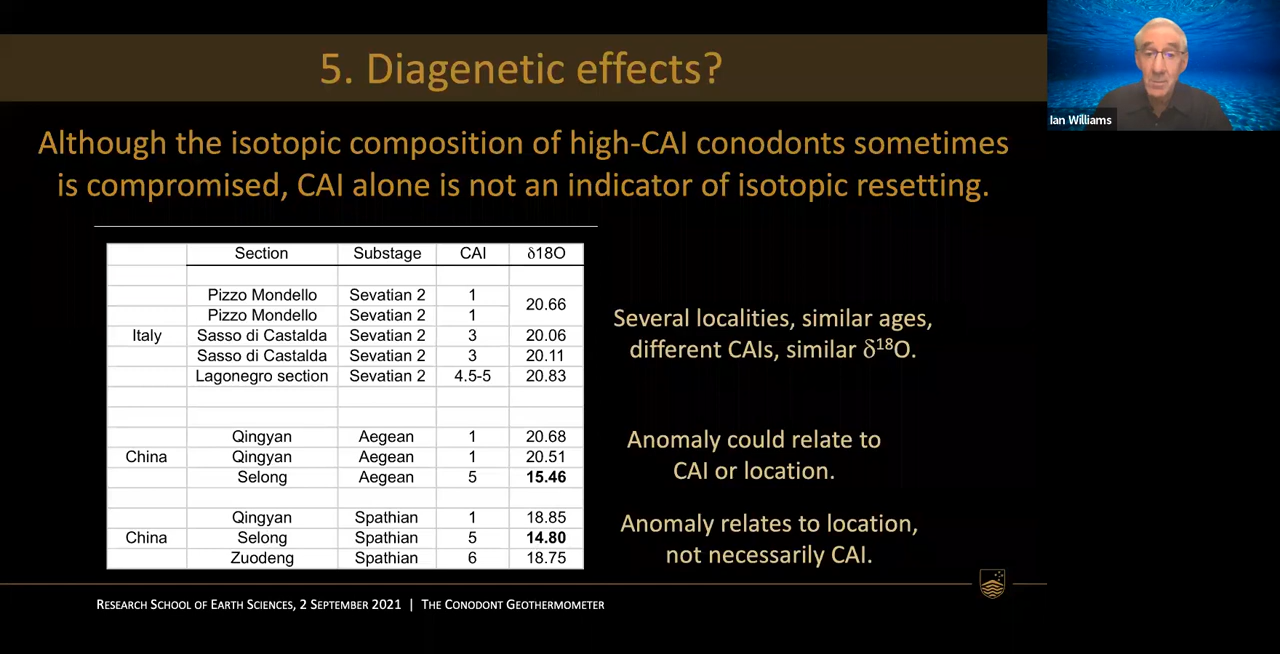 5. Diagenetic effects?
Ian Williams
Although the isotopic composition of high-CAI conodonts sometimes
is compromised, CAI alone is not an indicator of isotopic resetting.
Section Substage CAI δ18O
Pizzo Mondello Sevatian 2 1 20.66
Pizzo Mondello Sevatian 2 1
Italy Sasso di Castalda Sevatian 2 3 20.06
Sasso di Castalda Sevatian 2 3 20.11
Lagonegro section Sevatian 2 4.5-5 20.83
Several localities, similar ages,
different CAIs, similar δ¹⁸O.
Qingyan Aegean 1 20.68
China Qingyan Aegean 1 20.51
Selong Aegean 5 15.46
Anomaly could relate to
CAI or location.
Qingyan Spathian 1 18.85
China Selong Spathian 5 14.80
Zuodeng Spathian 6 18.75
Anomaly relates to location,
not necessarily CAI.
Research School of Earth Sciences, 2 September 2021 | The Conodont Geothermometer